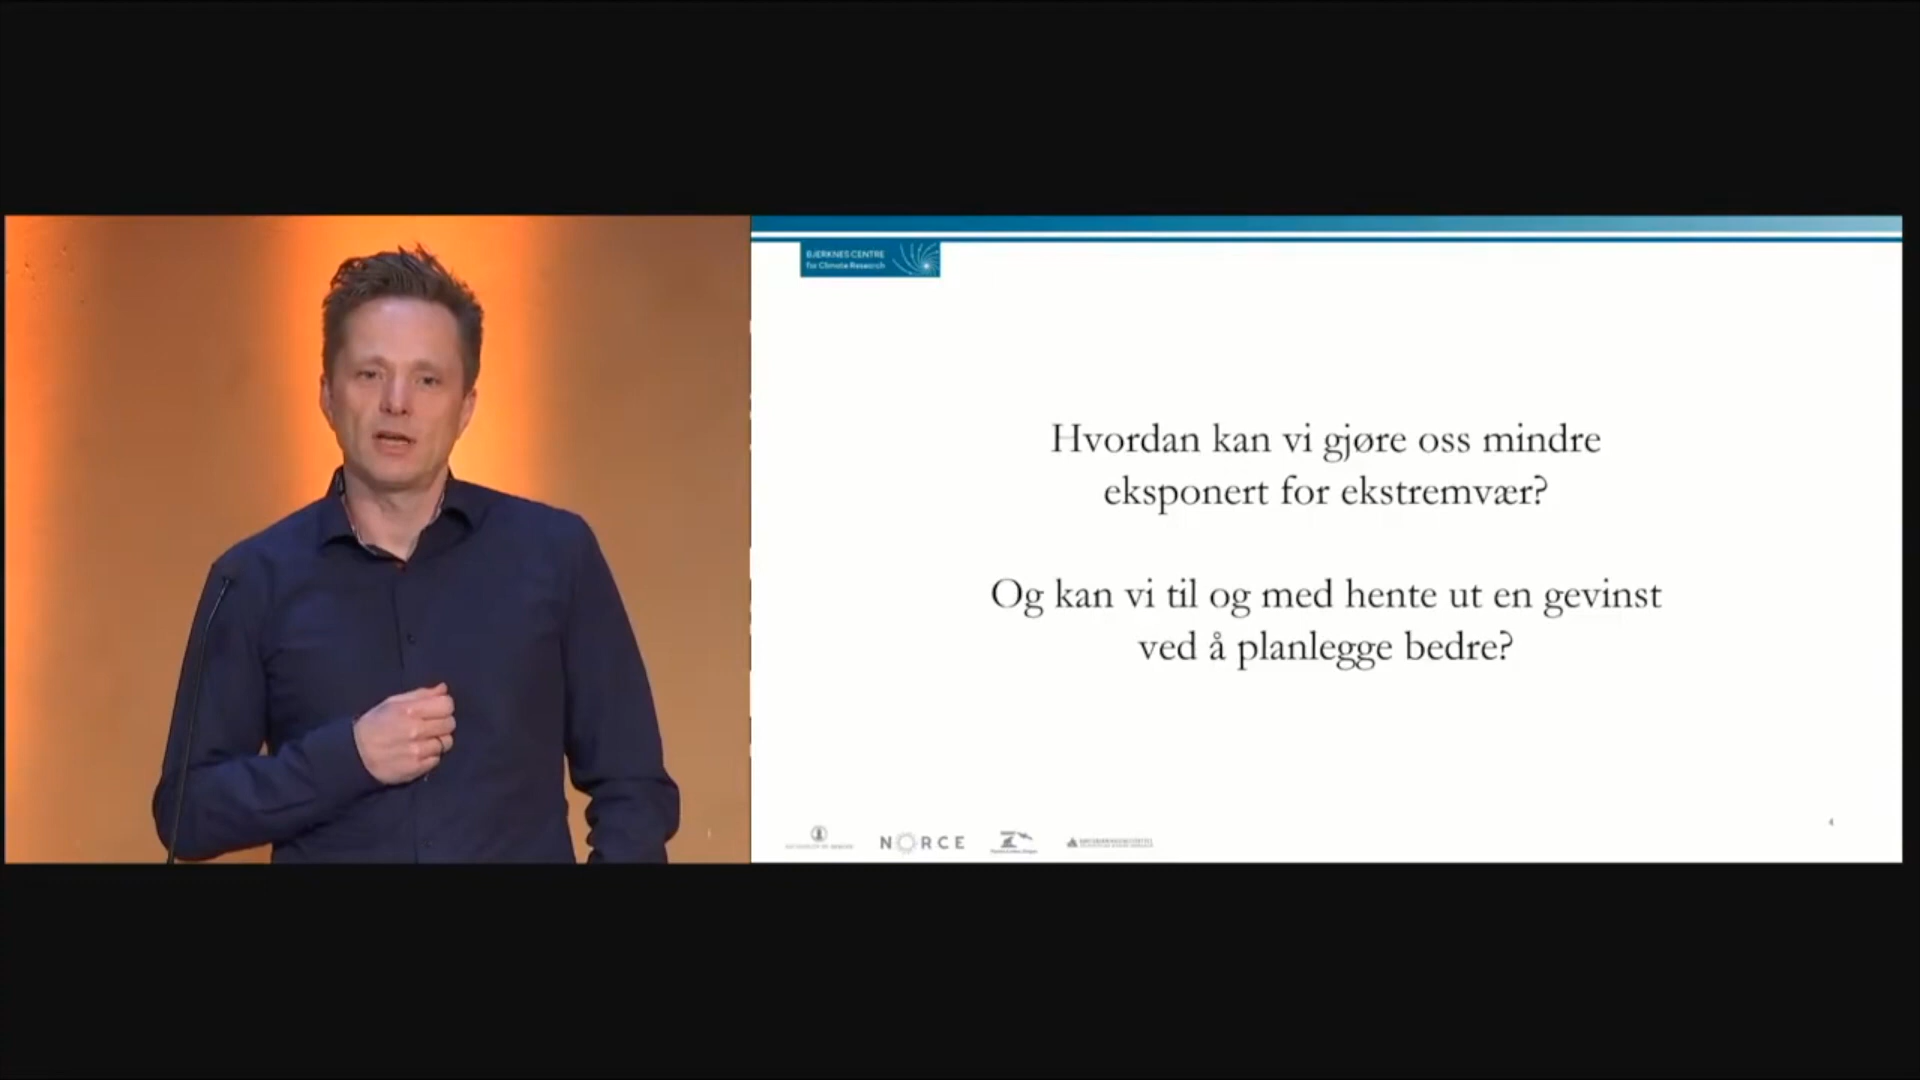 BJERKNES CENTRE
for Climate Research
Hvordan kan vi gjøre oss mindre
eksponert for ekstremvær?
Og kan vi til og med hente ut en gevinst
ved å planlegge bedre?
4
NORCE